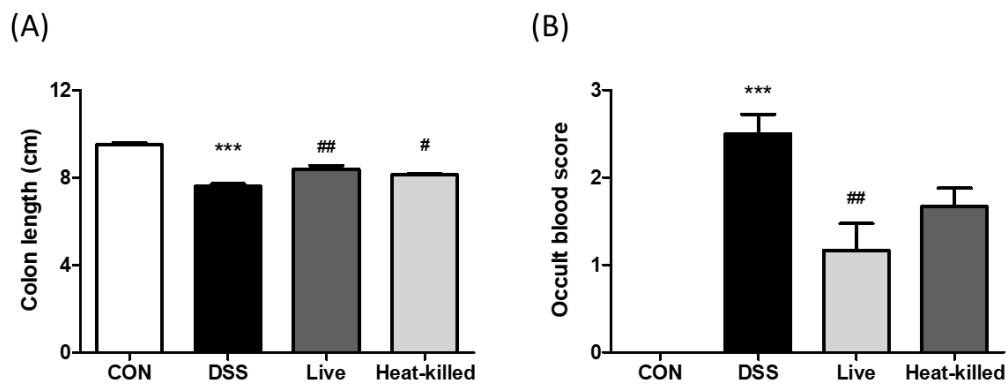 (A)
Colon length (cm)
12
8
4
0
***
##
#
CON DSS Live Heat-killed
(B)
Occult blood score
3
2
1
0
***
##
CON DSS Live Heat-killed